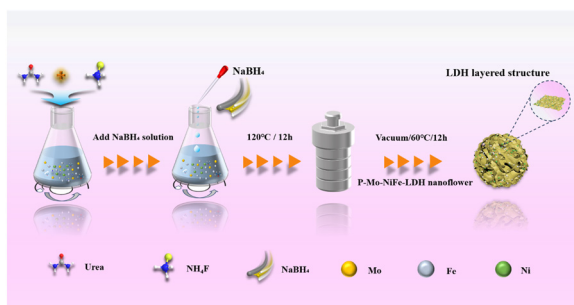 NaBH₄
LDH layered structure
Add NaBH₄ solution
120℃ / 12h
Vacuum/60℃/12h
P-Mo-NiFe-LDH nanoflower
Urea
NH₄F
NaBH₄
Mo
Fe
Ni